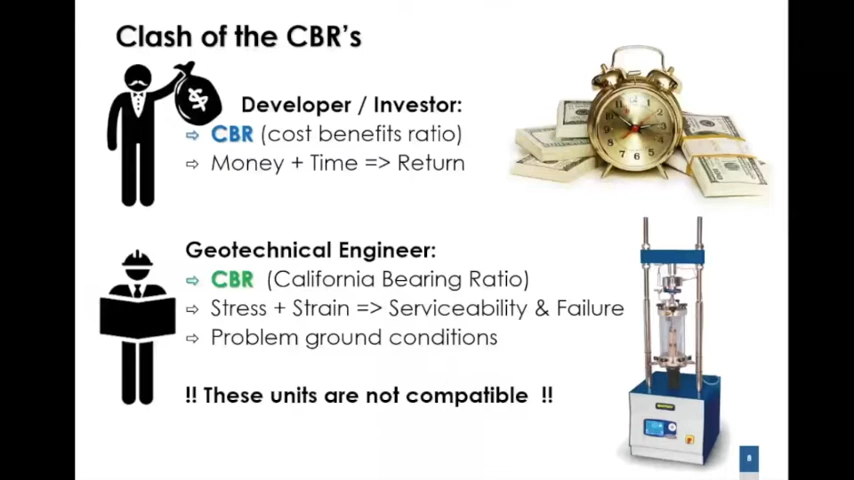 Clash of the CBR's
Developer / Investor:
⇨ CBR (cost benefits ratio)
⇨ Money + Time => Return
Geotechnical Engineer:
⇨ CBR (California Bearing Ratio)
⇨ Stress + Strain => Serviceability & Failure
⇨ Problem ground conditions
!! These units are not compatible !!
8